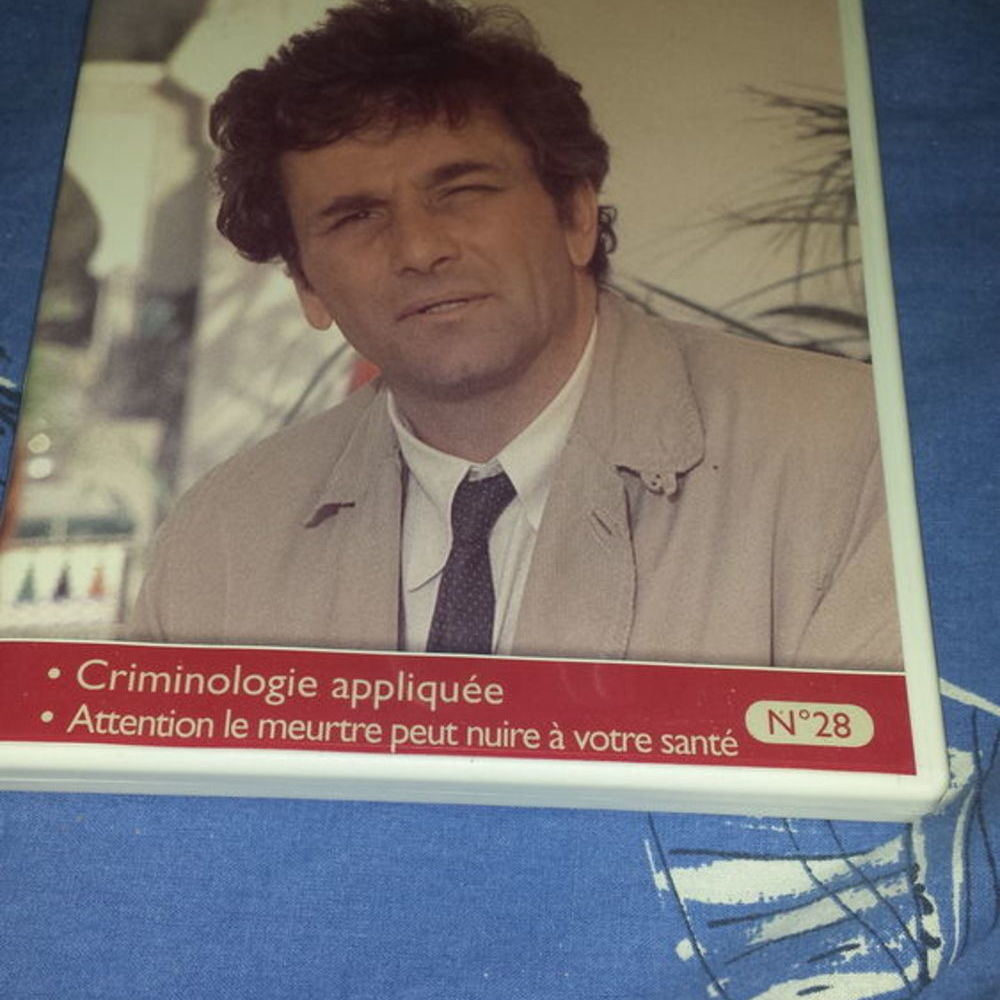 • Criminologie appliquée
• Attention le meurtre peut nuire à votre santé
N°28